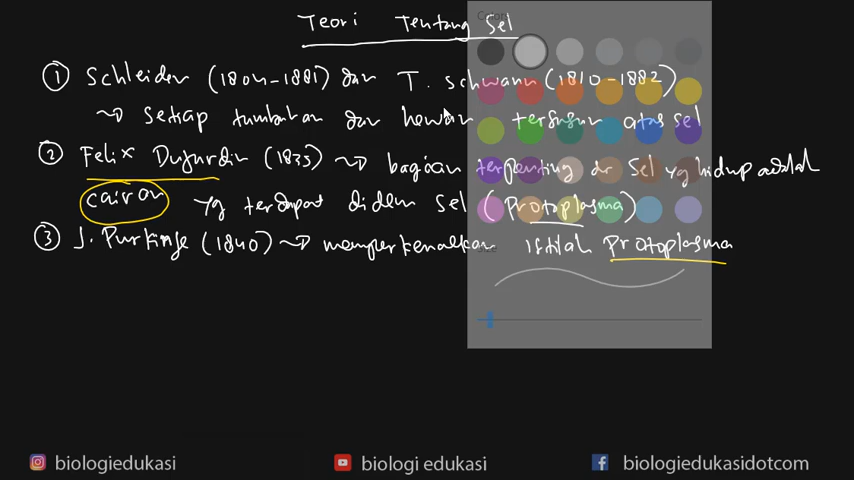 Teori Tentang Sel
① Schleiden (1804-1881) dan T. Schwann (1810-1882)
⤳ Setiap tumbuhan dan hewan tersusun atas sel
② Felix Dujurdin (1835) ⤳ bagian terpenting dr Sel yg hidup adalah
cairan yg terdapat didlm sel (Protoplasma)
③ J. Purkinje (1840) ⤳ memperkenalkan istilah Protoplasma
biologiedukasi
biologi edukasi
biologiedukasidotcom